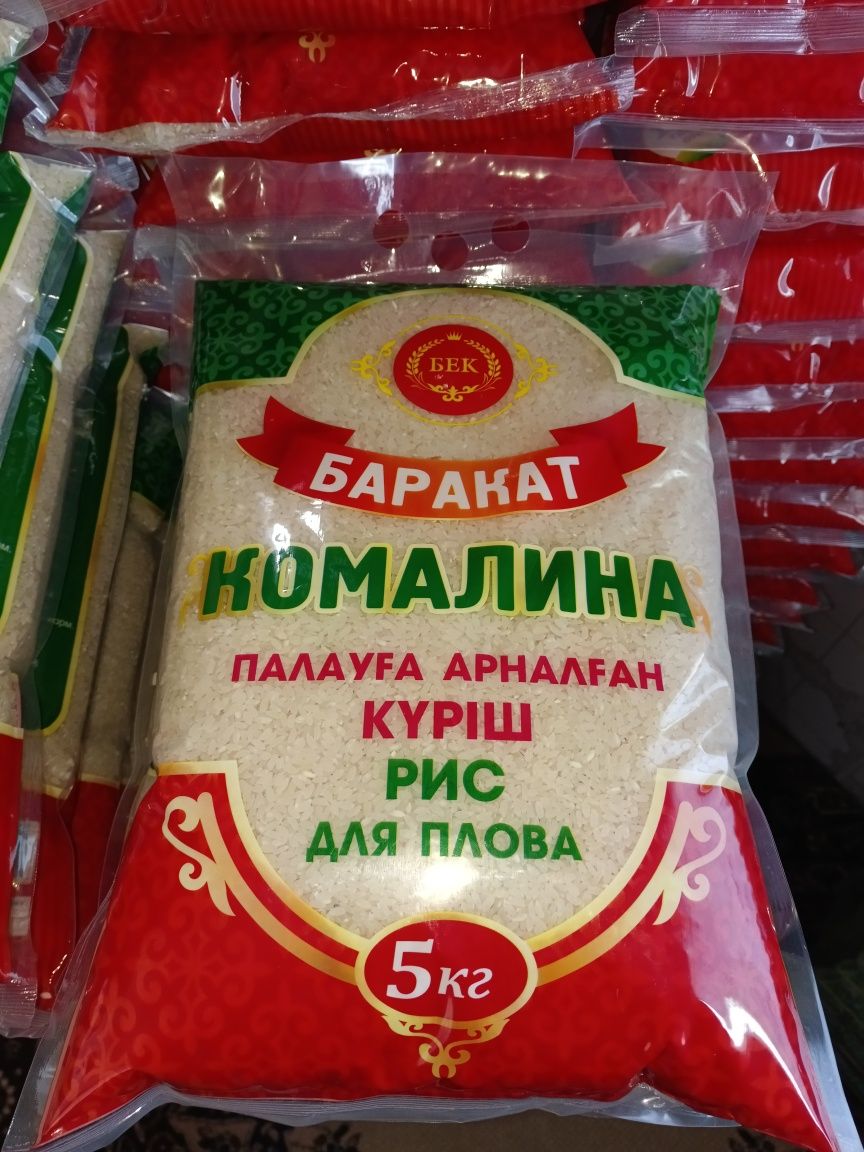 БЕК
БАРАКАТ
КОМАЛИНА
ПАЛАУҒА АРНАЛҒАН
КҮРІШ
РИС
ДЛЯ ПЛОВА
5кг